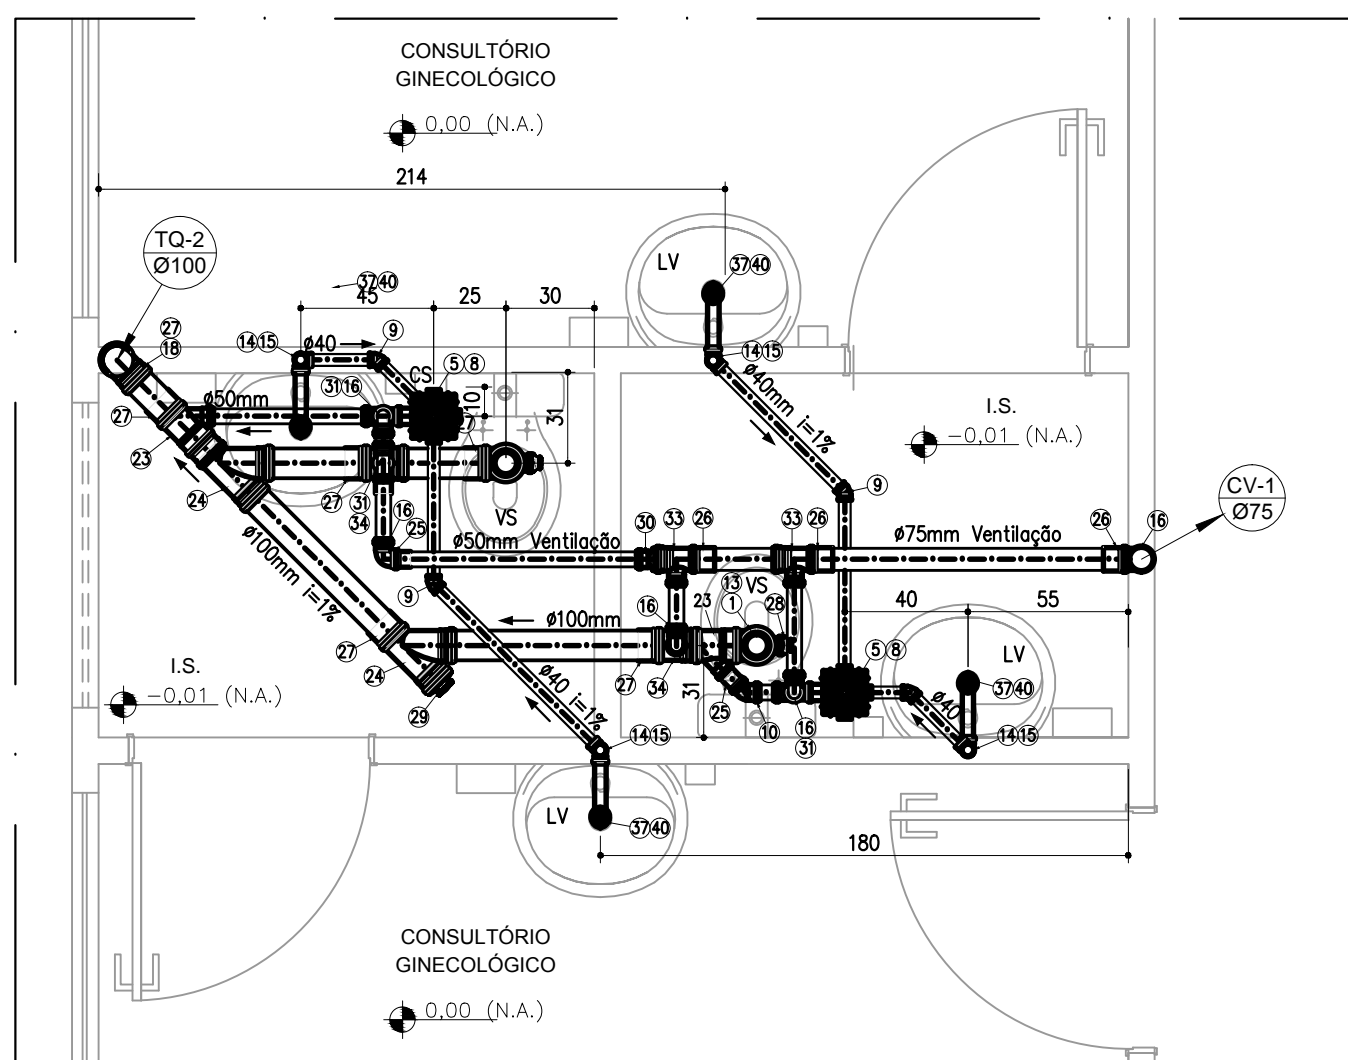 CONSULTÓRIO
GINECOLÓGICO
0,00 (N.A.)
214
TQ-2
Ø100
LV
37 40
37 40
45
25
30
27
18
14 15
ø40
9
5 8
CS
14 15
ø40mm i=1%
31 16
10
31
I.S.
-0,01 (N.A.)
ø50mm
27
23
24
27
31
34
VS
9
CV-1
Ø75
16
25
ø50mm Ventilação
30
33
26
33
26
ø75mm Ventilação
26
16
ø100mm i=1%
9
13
VS
1
28
23
16
40
55
ø100mm
27
24
29
I.S.
-0,01 (N.A.)
ø40 i=1%
27
34
31
25
10
16
31
5 8
ø40
LV
37 40
14 15
14 15
LV
37 40
180
CONSULTÓRIO
GINECOLÓGICO
0,00 (N.A.)